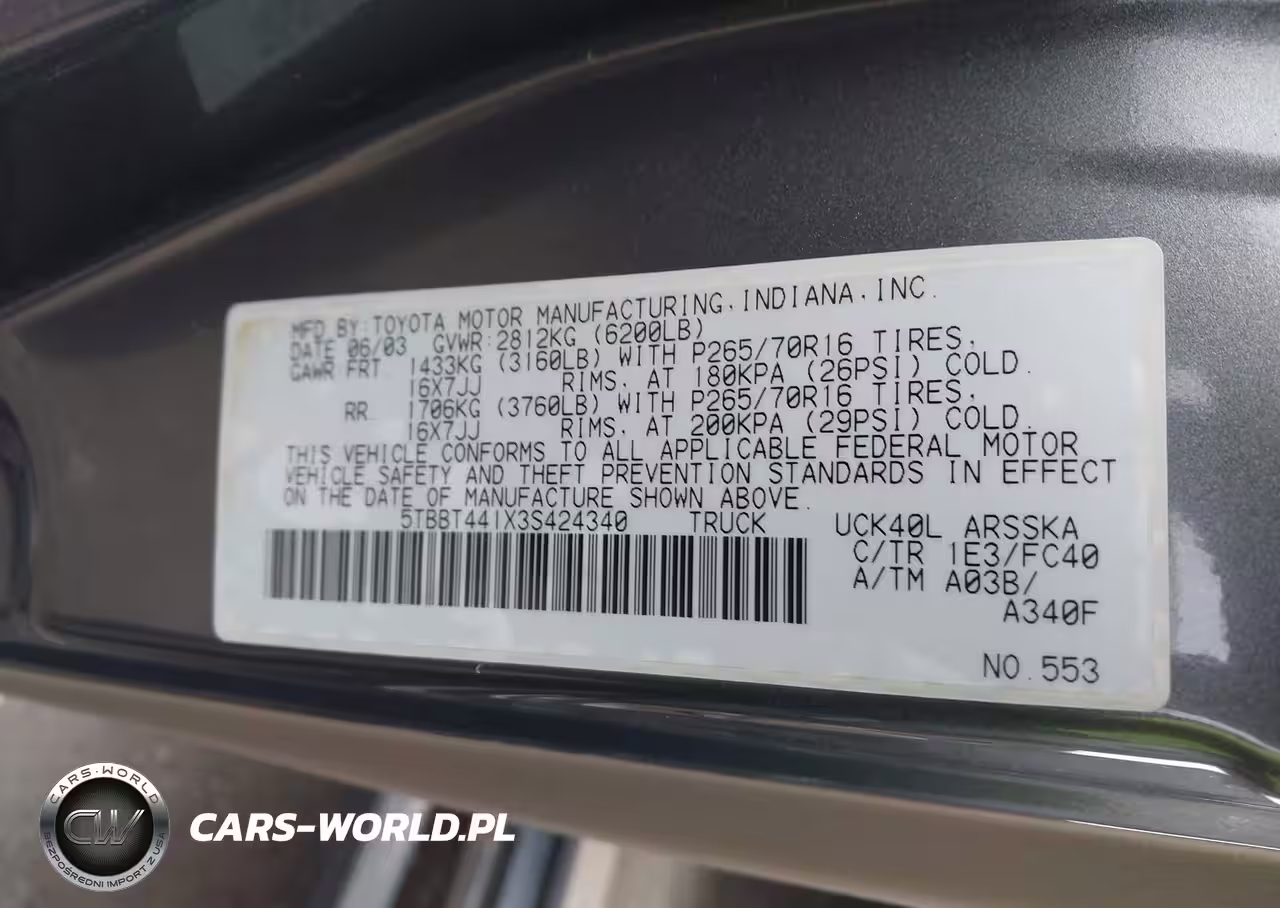 MFD BY: TOYOTA MOTOR MANUFACTURING, INDIANA, INC.
DATE 06/03 GVWR: 2812KG (6200LB)
GAWR FRT. 1433KG (3160LB) WITH P265/70R16 TIRES,
16X7JJ RIMS, AT 180KPA (26PSI) COLD.
RR. 1706KG (3760LB) WITH P265/70R16 TIRES,
16X7JJ RIMS, AT 200KPA (29PSI) COLD.
THIS VEHICLE CONFORMS TO ALL APPLICABLE FEDERAL MOTOR
VEHICLE SAFETY AND THEFT PREVENTION STANDARDS IN EFFECT
ON THE DATE OF MANUFACTURE SHOWN ABOVE.
5TBBT441X3S424340 TRUCK UCK40L ARSSKA
C/TR 1E3/FC40
A/TM A03B/
A340F
NO. 553
CARS-WORLD
CW
BEZPOŚREDNI IMPORT Z USA
CARS-WORLD.PL